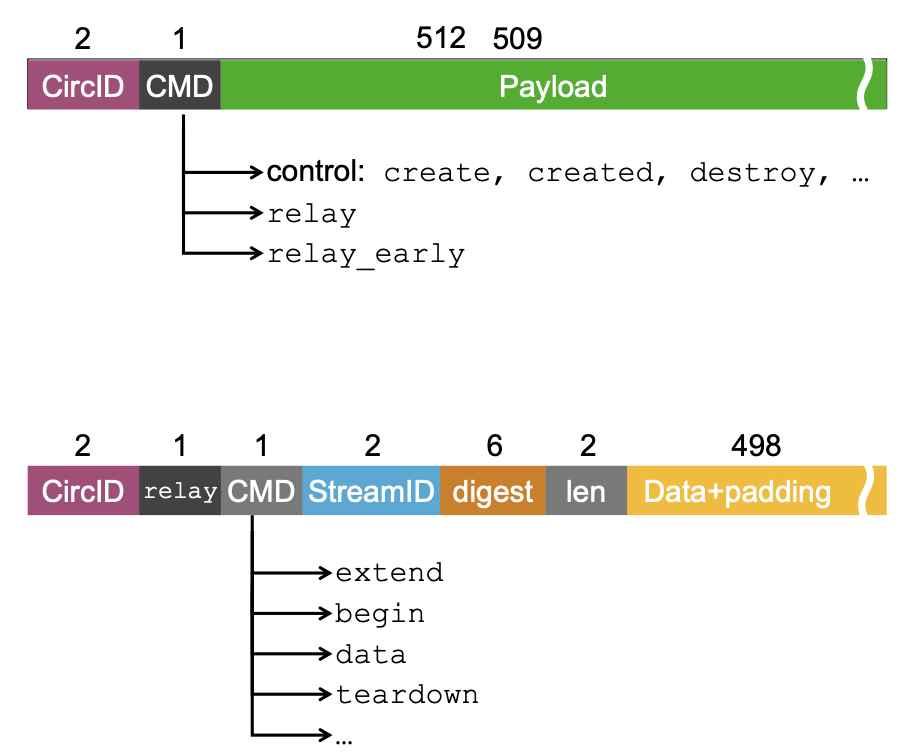 2 1 512 509
CircID CMD Payload
control: create, created, destroy, …
relay
relay_early
2 1 1 2 6 2 498
CircID relay CMD StreamID digest len Data+padding
extend
begin
data
teardown
…